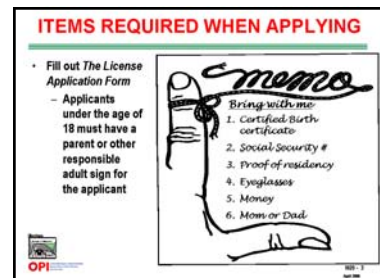 ITEMS REQUIRED WHEN APPLYING
• Fill out The License
Application Form
– Applicants
under the age of
18 must have a
parent or other
responsible
adult sign for
the applicant
memo
Bring with me
1. Certified Birth
certificate
2. Social Security #
3. Proof of residency
4. Eyeglasses
5. Money
6. Mom or Dad
OPI